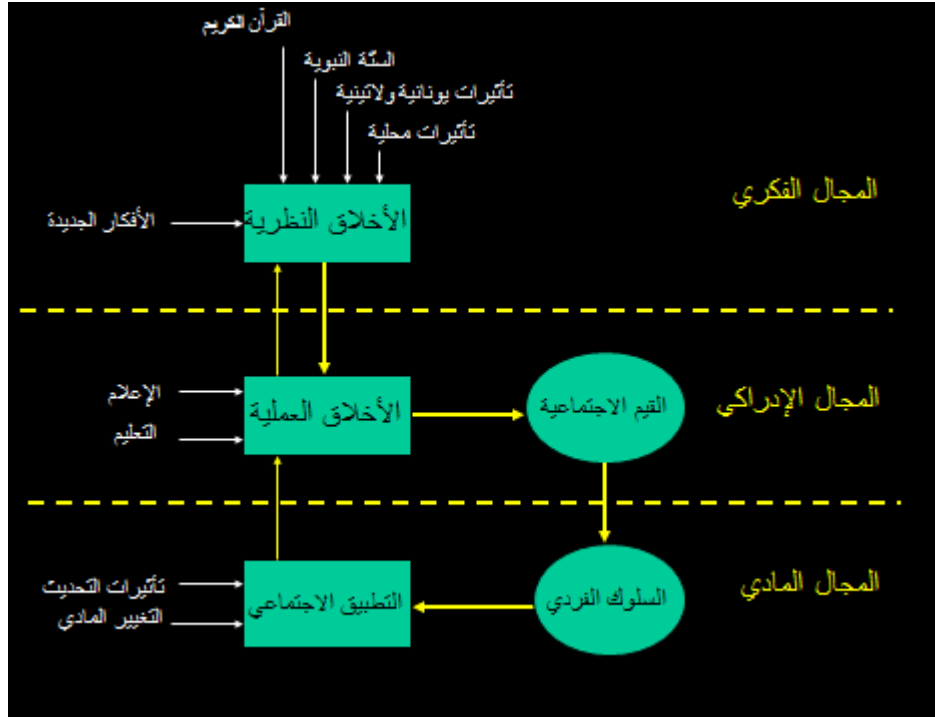 القرآن الكريم
السنّة النبوية
تأثيرات يونانية ولاتينية
تأثيرات محلية
المجال الفكري
الأخلاق النظرية
الأفكار الجديدة
المجال الإدراكي
القيم الاجتماعية
الأخلاق العملية
الإعلام
التعليم
المجال المادي
السلوك الفردي
التطبيق الاجتماعي
تأثيرات التحديث
التغيير المادي